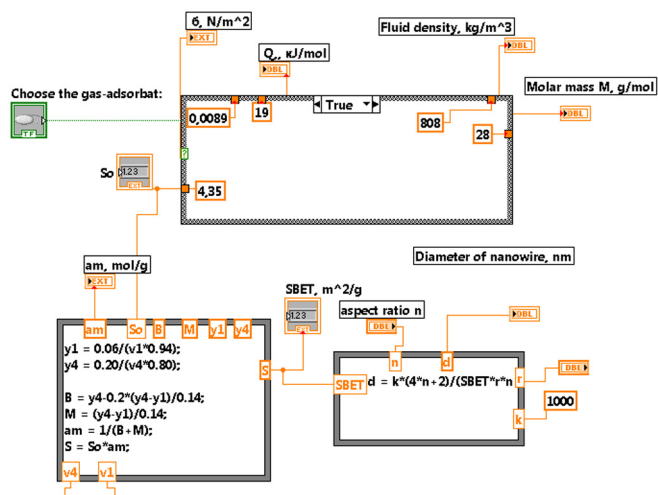 б, N/m^2
EXT
Q,, кJ/mol
DBL
Fluid density, kg/m^3
DBL
Molar mass M, g/mol
DBL
Choose the gas-adsorbat:
TF
True
0,0089
19
808
28
?
So
1.23
EXT
4,35
am, mol/g
EXT
Diameter of nanowire, nm
SBET, m^2/g
1.23
Ext
aspect ratio n
DBL
DBL
am
So
B
M
y1
y4
y1 = 0.06/(v1*0.94);
y4 = 0.20/(v4*0.80);
B = y4-0.2*(y4-y1)/0.14;
M = (y4-y1)/0.14;
am = 1/(B+M);
S = So*am;
S
v4
v1
n
d
SBET
d = k*(4*n+2)/(SBET*r*n
r
DBL
k
1000